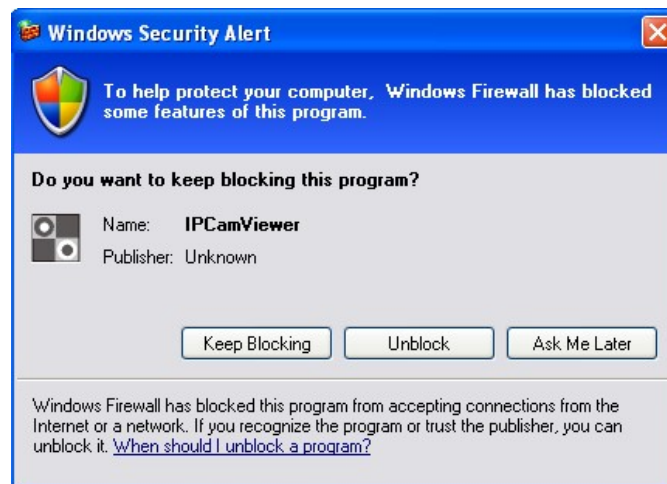 Windows Security Alert
To help protect your computer, Windows Firewall has blocked
some features of this program.
Do you want to keep blocking this program?
Name: IPCamViewer
Publisher: Unknown
Keep Blocking Unblock Ask Me Later
Windows Firewall has blocked this program from accepting connections from the
Internet or a network. If you recognize the program or trust the publisher, you can
unblock it. When should I unblock a program?